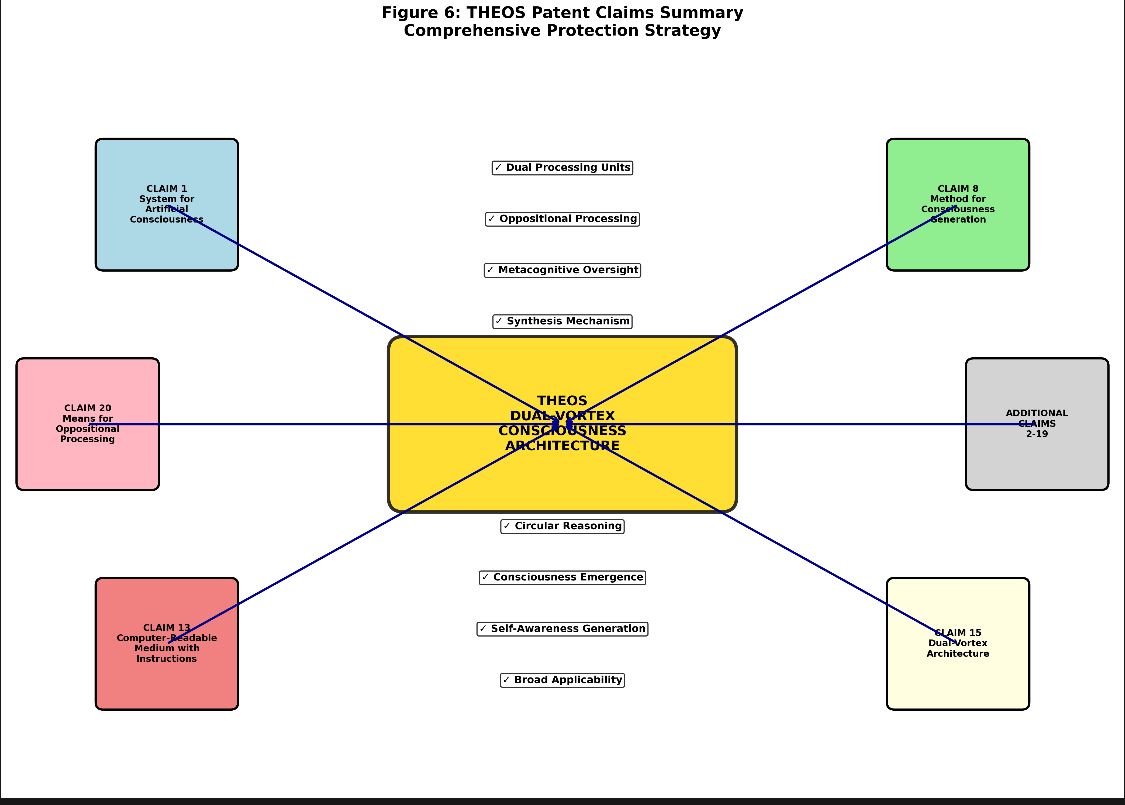 Figure 6: THEOS Patent Claims Summary
Comprehensive Protection Strategy
CLAIM 1
System for
Artificial
Consciousness
✓ Dual Processing Units
✓ Oppositional Processing
✓ Metacognitive Oversight
✓ Synthesis Mechanism
CLAIM 8
Method for
Consciousness
Generation
CLAIM 20
Means for
Oppositional
Processing
THEOS
DUAL-VORTEX
CONSCIOUSNESS
ARCHITECTURE
ADDITIONAL
CLAIMS
2-19
CLAIM 13
Computer-Readable
Medium with
Instructions
✓ Circular Reasoning
✓ Consciousness Emergence
✓ Self-Awareness Generation
✓ Broad Applicability
CLAIM 15
Dual-Vortex
Architecture